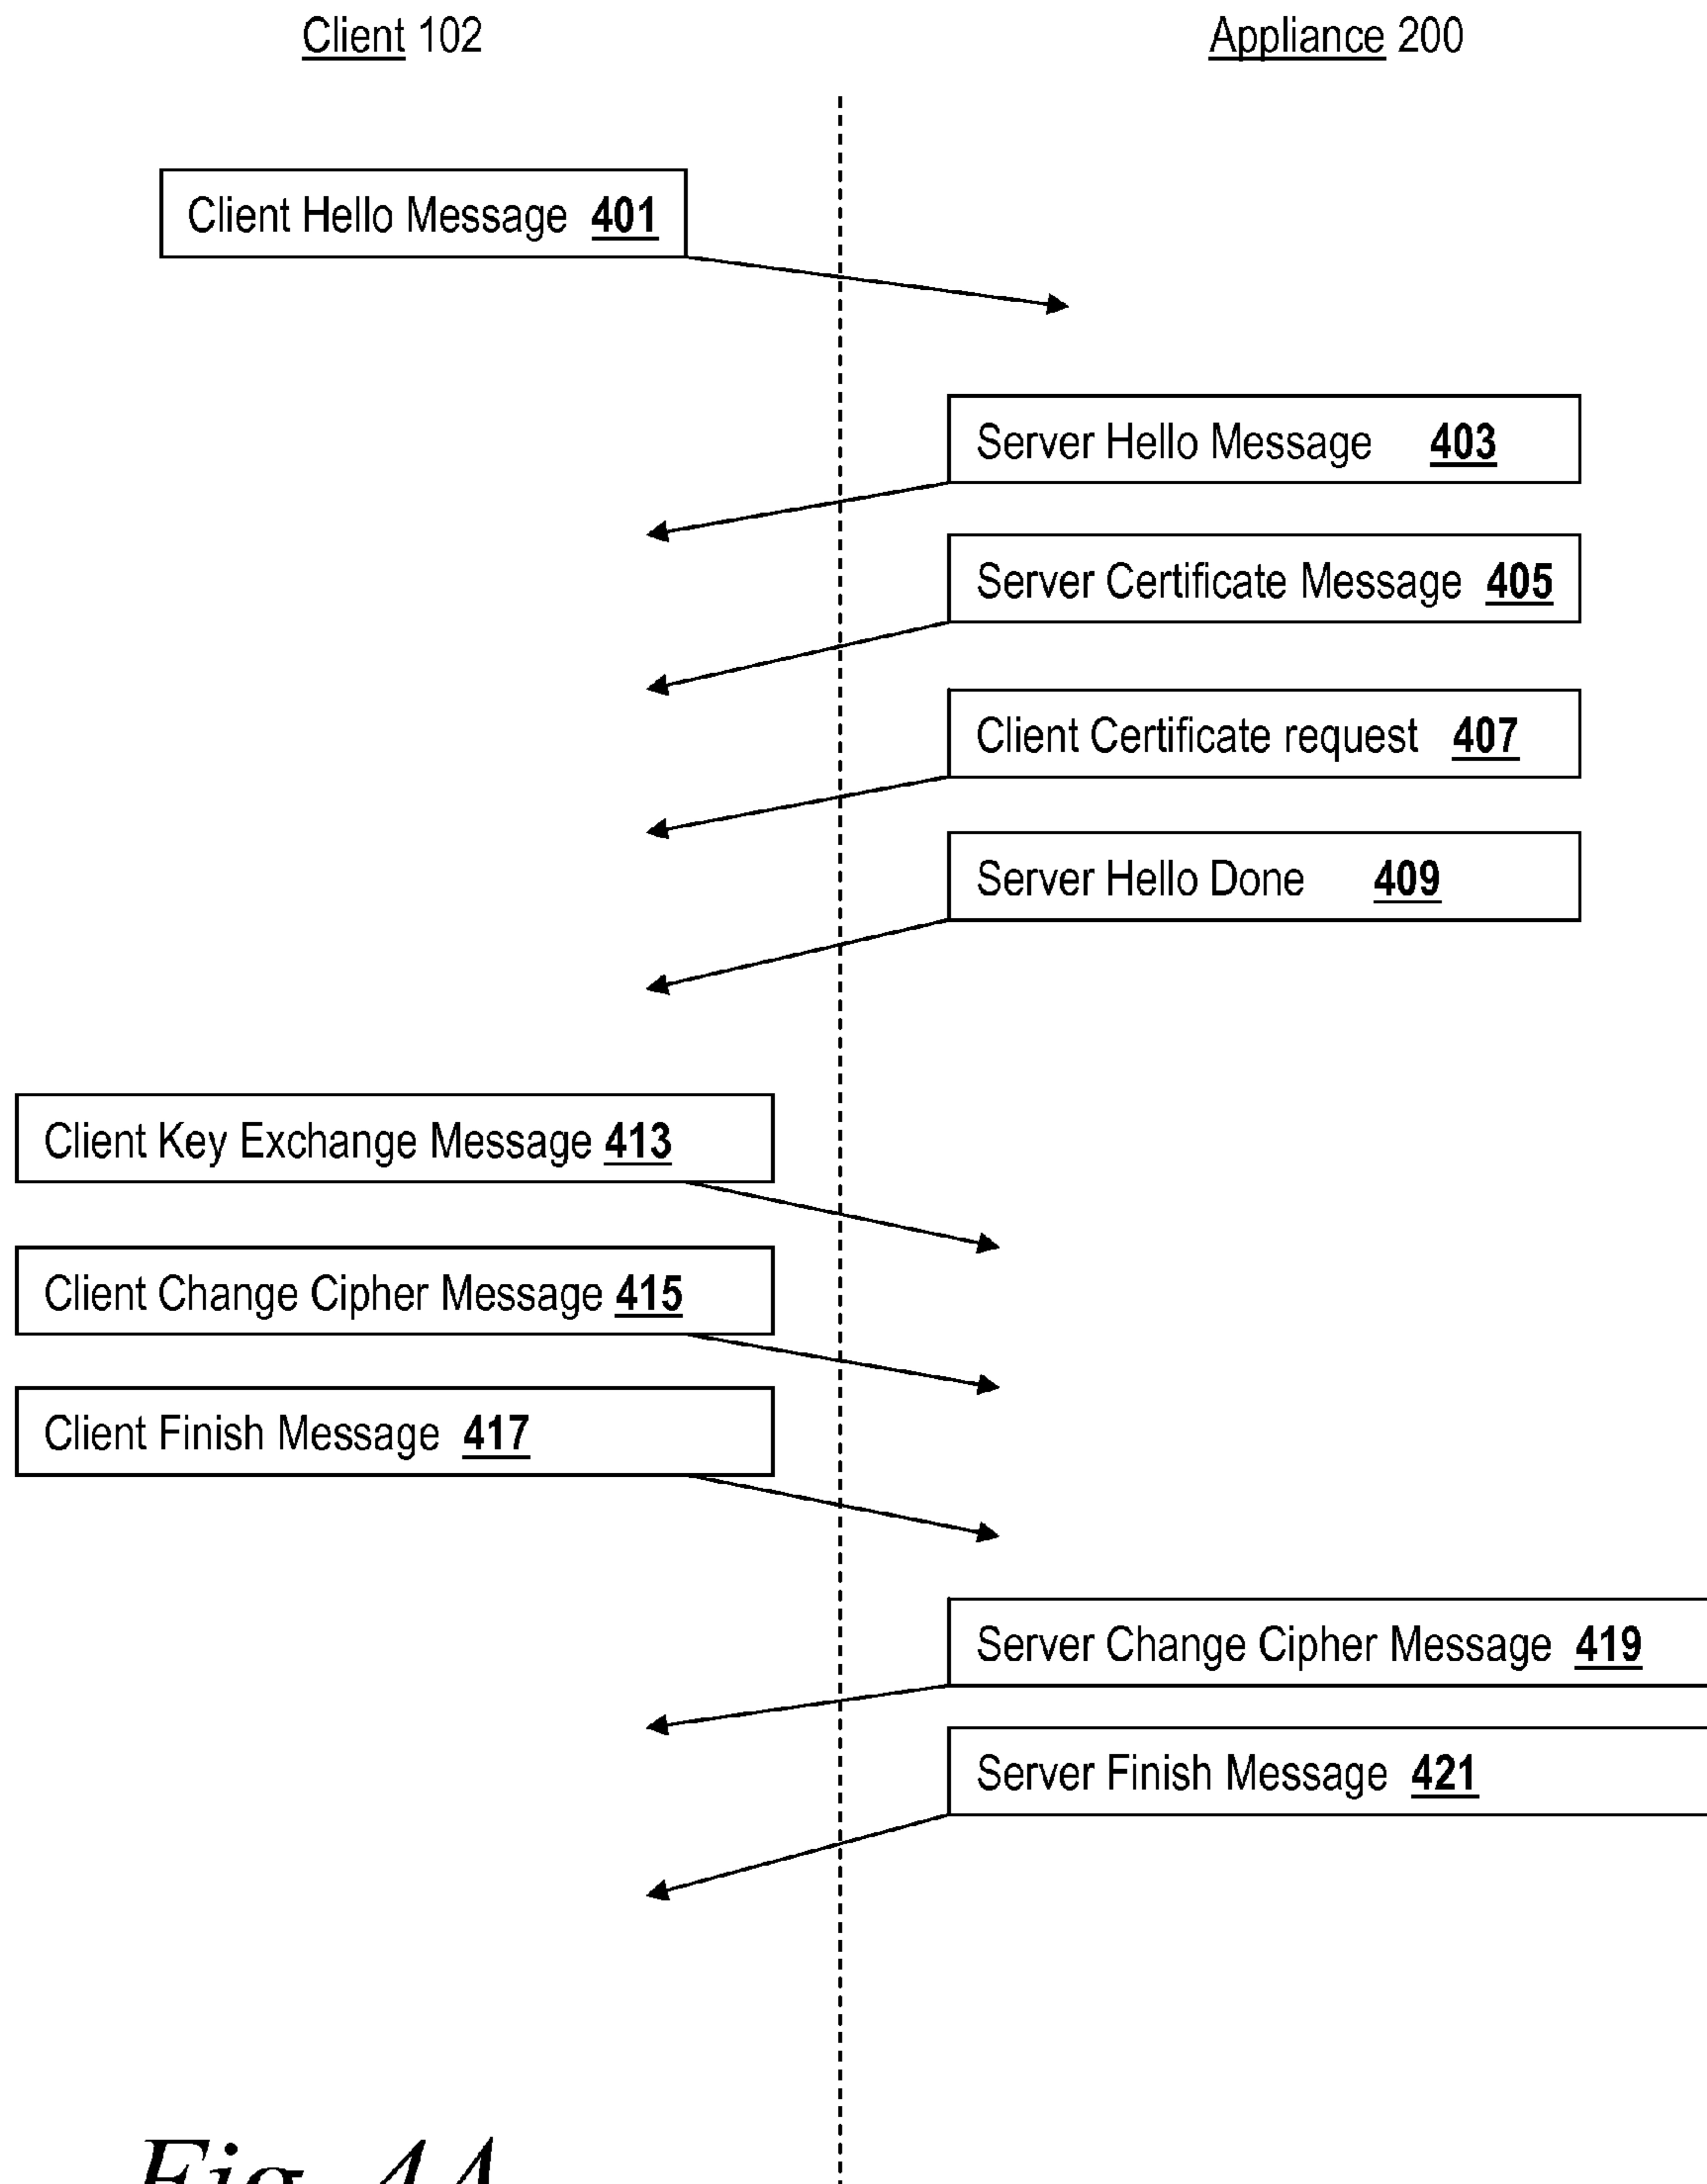 Client 102
Appliance 200
Client Hello Message 401
Server Hello Message 403
Server Certificate Message 405
Client Certificate request 407
Server Hello Done 409
Client Key Exchange Message 413
Client Change Cipher Message 415
Client Finish Message 417
Server Change Cipher Message 419
Server Finish Message 421
Fig. 4A